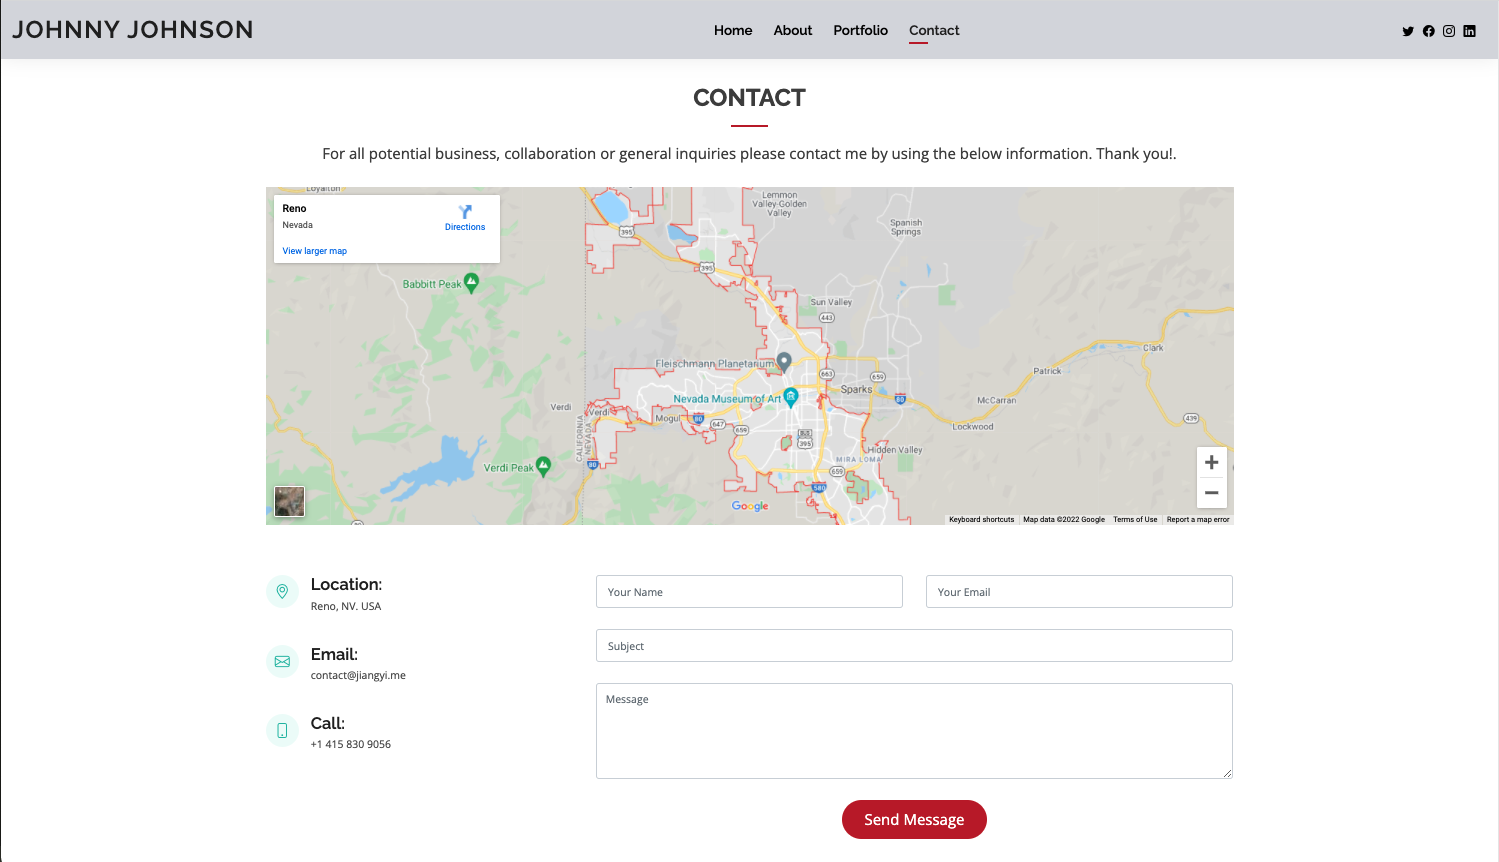 JOHNNY JOHNSON
Home About Portfolio Contact
CONTACT
For all potential business, collaboration or general inquiries please contact me by using the below information. Thank you!.
Reno
Nevada
Directions
View larger map
Loyalton
Lemmon
Valley-Golden
Valley
Spanish
Springs
395
395
Babbitt Peak
Sun Valley
443
Fleischmann Planetarium
Clark
Patrick
663
659
Sparks
80
Nevada Museum of Art
McCarran
Verdi
Verdi
Mogul
80
647
659
439
Lockwood
CALIFORNIA
NEVADA
BUS
395
Hidden Valley
MIRA LOMA
80
Verdi Peak
659
580
Google
Keyboard shortcuts Map data ©2022 Google Terms of Use Report a map error
Location:
Reno, NV. USA
Email:
contact@jiangyi.me
Call:
+1 415 830 9056
Your Name
Your Email
Subject
Message
Send Message